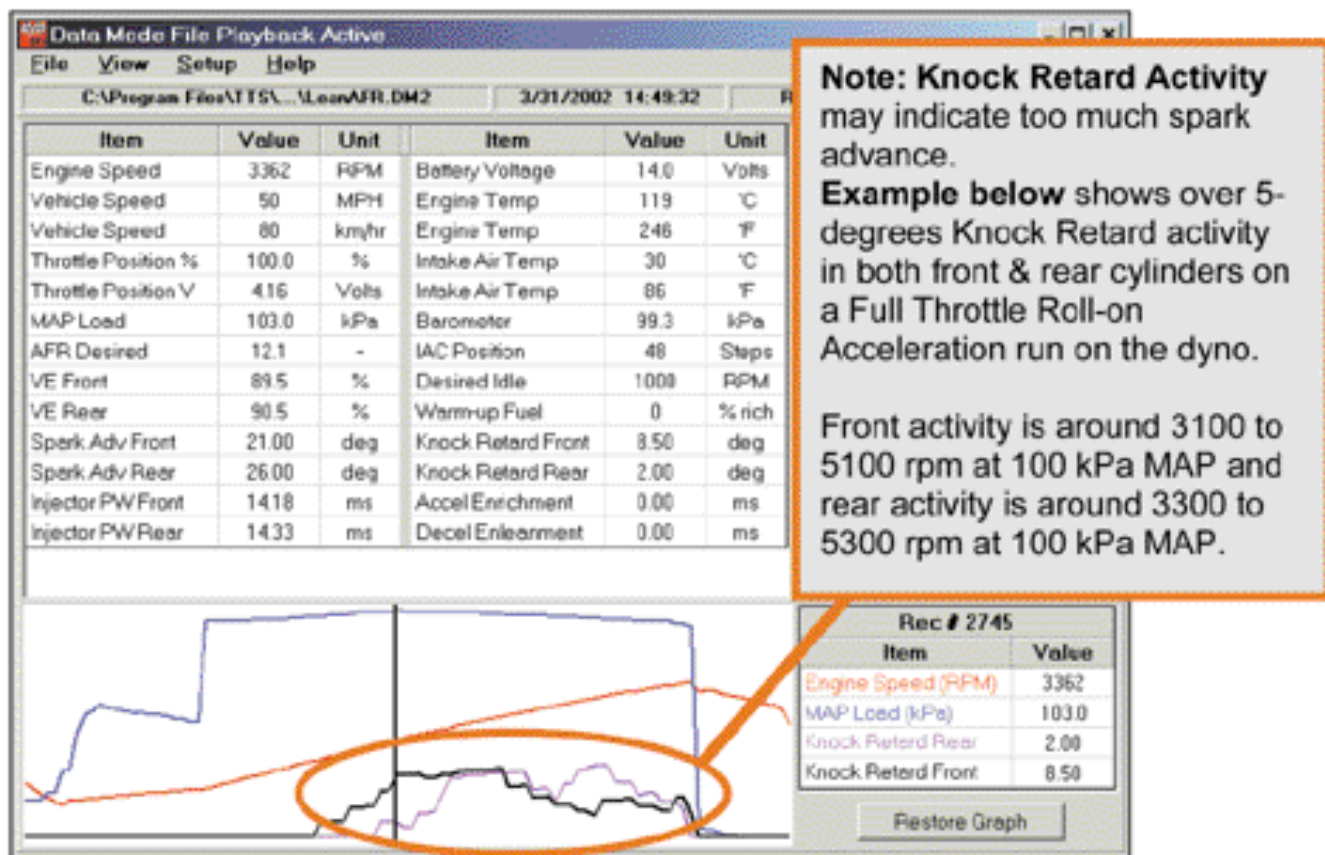 Data Mode File Playback Active
File View Setup Help
C:\Program Files\TTS\...\LeanAFR.DM2 3/31/2002 14:49:32 R
Item Value Unit Item Value Unit
Engine Speed 3362 RPM Battery Voltage 14.0 Volts
Vehicle Speed 50 MPH Engine Temp 119 °C
Vehicle Speed 80 km/hr Engine Temp 246 °F
Throttle Position % 100.0 % Intake Air Temp 30 °C
Throttle Position V 4.16 Volts Intake Air Temp 86 °F
MAP Load 103.0 kPa Barometer 99.3 kPa
AFR Desired 12.1 - IAC Position 48 Steps
VE Front 89.5 % Desired Idle 1000 RPM
VE Rear 90.5 % Warm-up Fuel 0 % rich
Spark Adv Front 21.00 deg Knock Retard Front 8.50 deg
Spark Adv Rear 26.00 deg Knock Retard Rear 2.00 deg
Injector PW Front 14.18 ms Accel Enrichment 0.00 ms
Injector PW Rear 14.33 ms Decel Enleanment 0.00 ms
Note: Knock Retard Activity
may indicate too much spark
advance.
Example below shows over 5-
degrees Knock Retard activity
in both front & rear cylinders on
a Full Throttle Roll-on
Acceleration run on the dyno.
Front activity is around 3100 to
5100 rpm at 100 kPa MAP and
rear activity is around 3300 to
5300 rpm at 100 kPa MAP.
Rec # 2745
Item Value
Engine Speed (RPM) 3362
MAP Load (kPa) 103.0
Knock Retard Rear 2.00
Knock Retard Front 8.50
Restore Graph